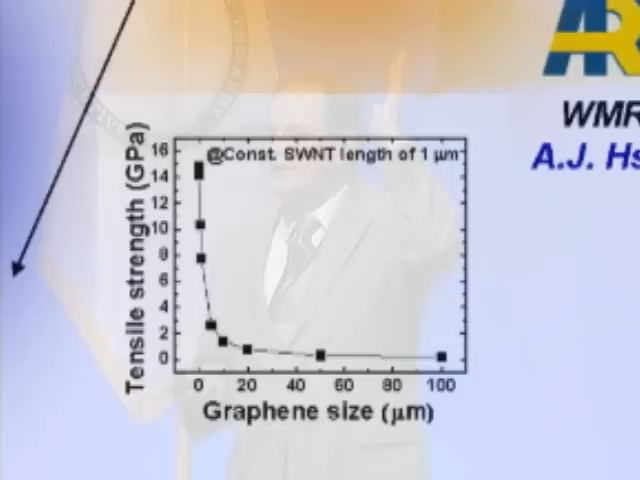 AR
WMR
A.J. Hs
@Const. SWNT length of 1 μm
Tensile strength (GPa)
16
14
12
10
8
6
4
2
0
0 20 40 60 80 100
Graphene size (μm)